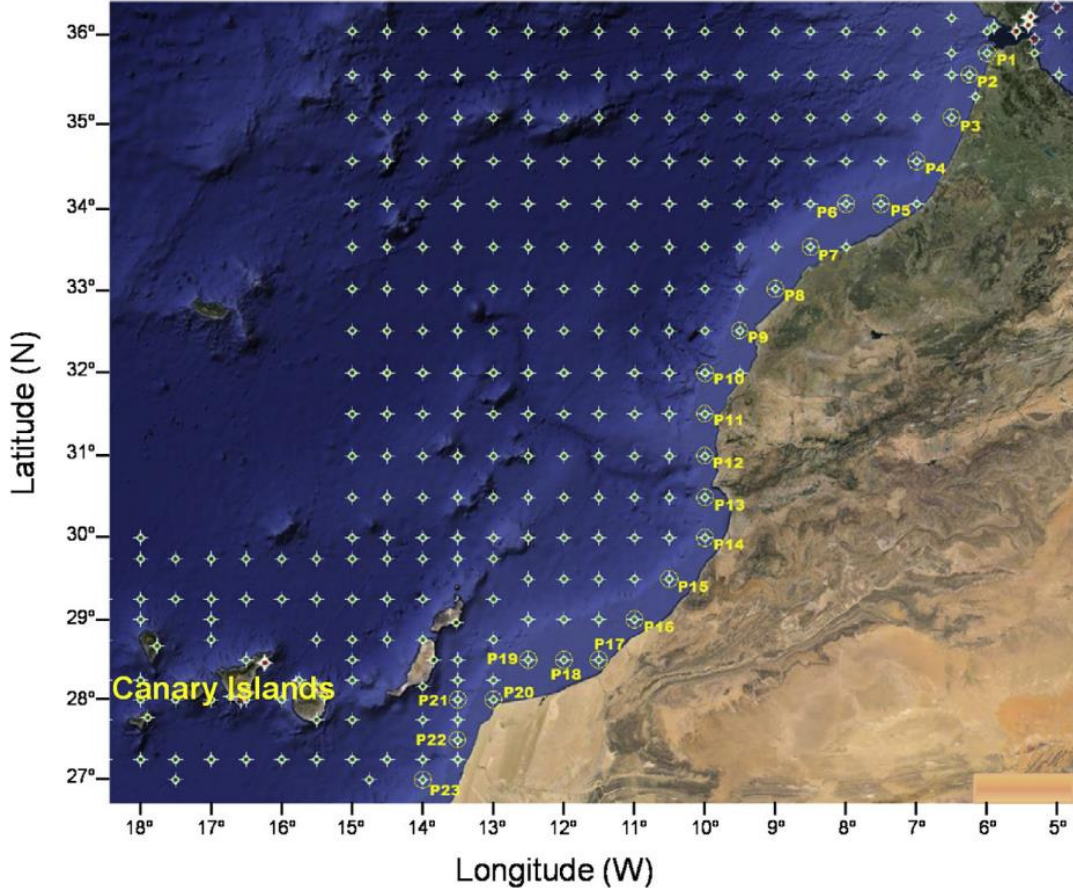 36º
P1
P2
35º
P3
P4
34º
P6
P5
P7
33º
P8
P9
32º
P10
P11
31º
P12
P13
30º
P14
P15
29º
P16
P17
P19
P18
Canary Islands
28º
P21
P20
P22
27º
P23
Latitude (N)
18º 17º 16º 15º 14º 13º 12º 11º 10º 9º 8º 7º 6º 5º
Longitude (W)